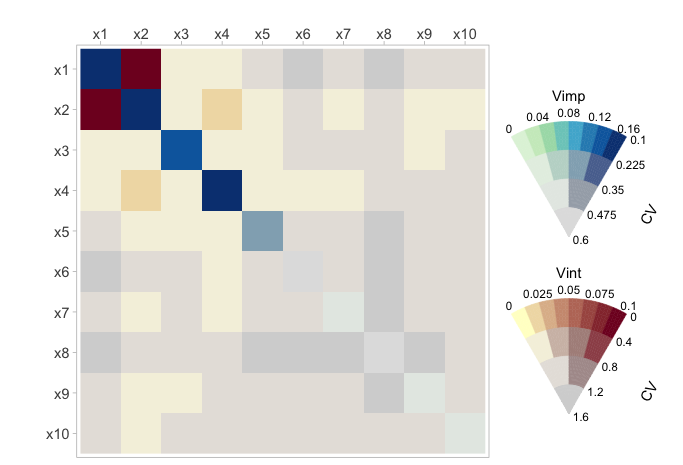 x1 x2 x3 x4 x5 x6 x7 x8 x9 x10
x1
x2
x3
x4
x5
x6
x7
x8
x9
x10
Vimp
0 0.04 0.08 0.12 0.16
0.1
0.225
0.35
0.475
0.6
CV
Vint
0 0.025 0.05 0.075 0.1
0
0.4
0.8
1.2
1.6
CV